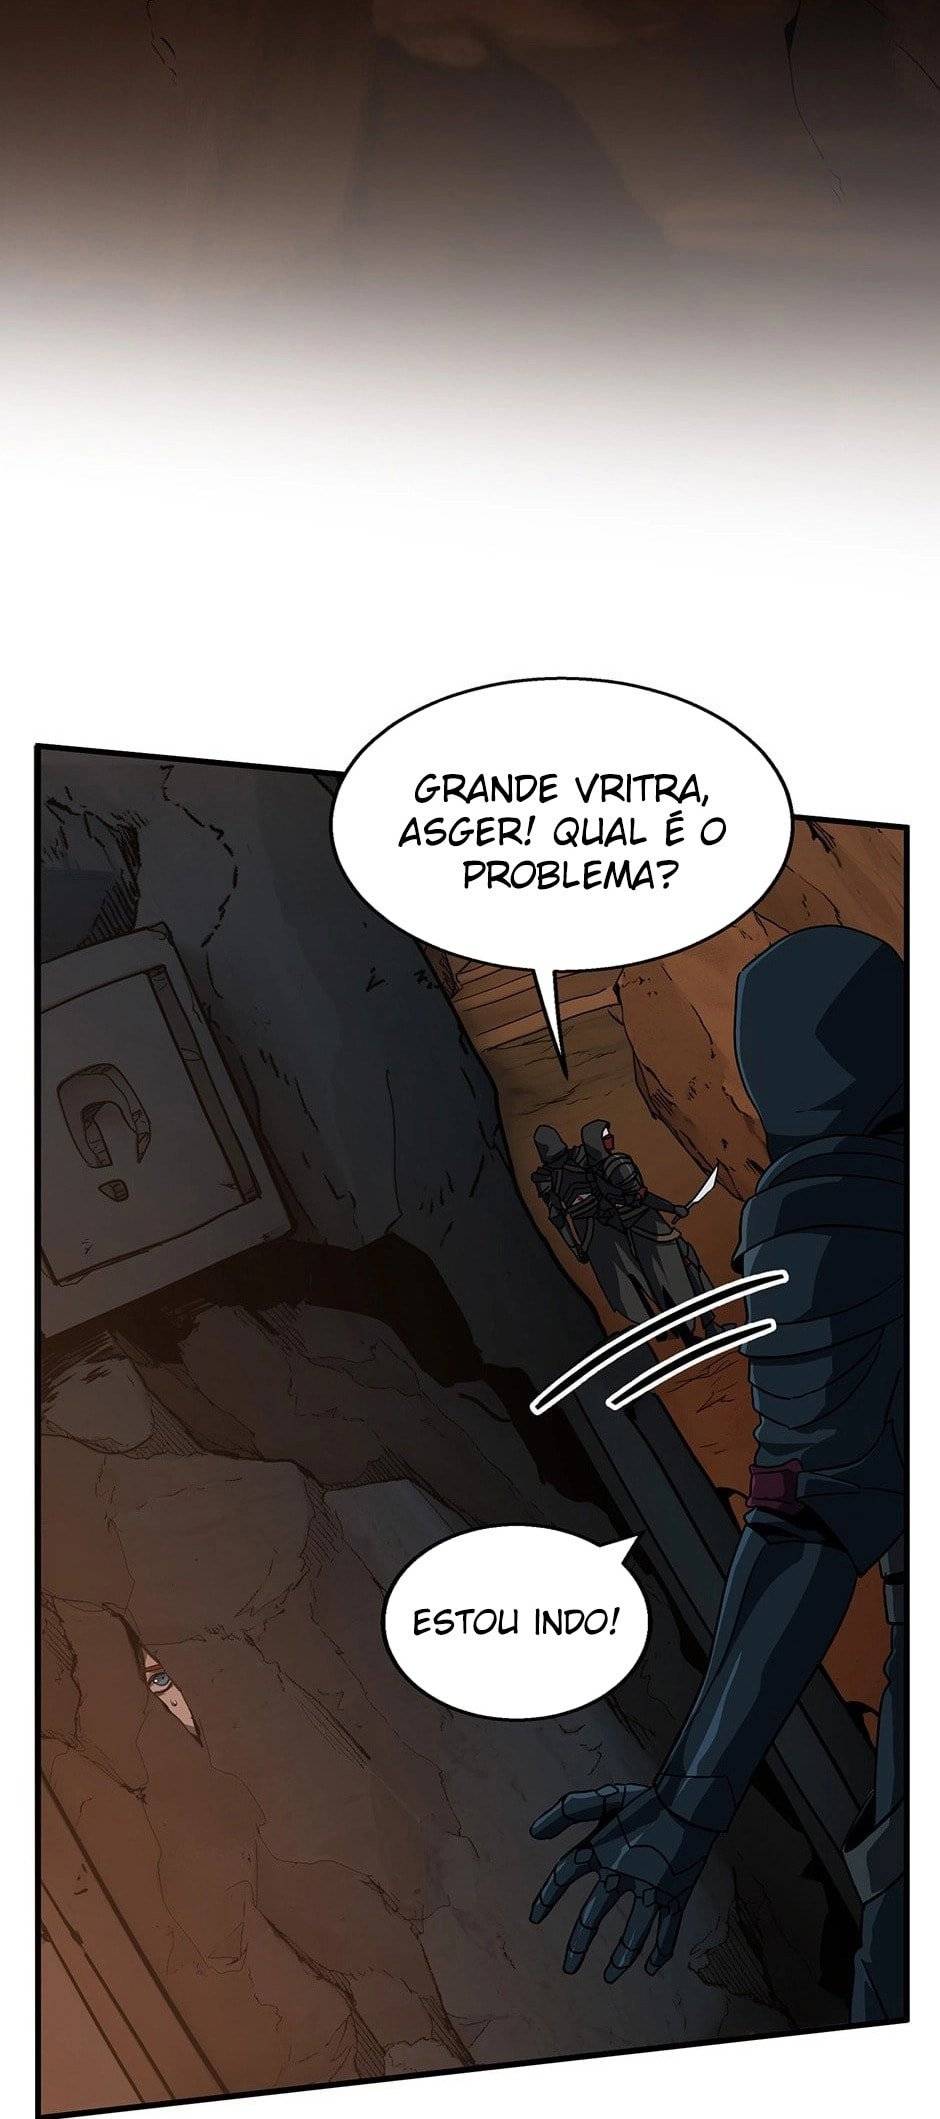 GRANDE VRITRA,
ASGER! QUAL É O
PROBLEMA?
ESTOU INDO!